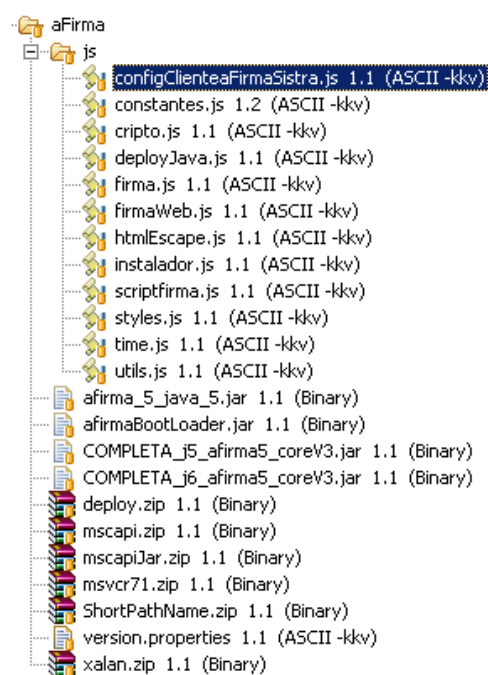 aFirma
js
configClienteaFirmaSistra.js 1.1 (ASCII -kkv)
constantes.js 1.2 (ASCII -kkv)
cripto.js 1.1 (ASCII -kkv)
deployJava.js 1.1 (ASCII -kkv)
firma.js 1.1 (ASCII -kkv)
firmaWeb.js 1.1 (ASCII -kkv)
htmlEscape.js 1.1 (ASCII -kkv)
instalador.js 1.1 (ASCII -kkv)
scriptfirma.js 1.1 (ASCII -kkv)
styles.js 1.1 (ASCII -kkv)
time.js 1.1 (ASCII -kkv)
utils.js 1.1 (ASCII -kkv)
afirma_5_java_5.jar 1.1 (Binary)
afirmaBootLoader.jar 1.1 (Binary)
COMPLETA_j5_afirma5_coreV3.jar 1.1 (Binary)
COMPLETA_j6_afirma5_coreV3.jar 1.1 (Binary)
deploy.zip 1.1 (Binary)
mscapi.zip 1.1 (Binary)
mscapiJar.zip 1.1 (Binary)
msvcr71.zip 1.1 (Binary)
ShortPathName.zip 1.1 (Binary)
version.properties 1.1 (ASCII -kkv)
xalan.zip 1.1 (Binary)